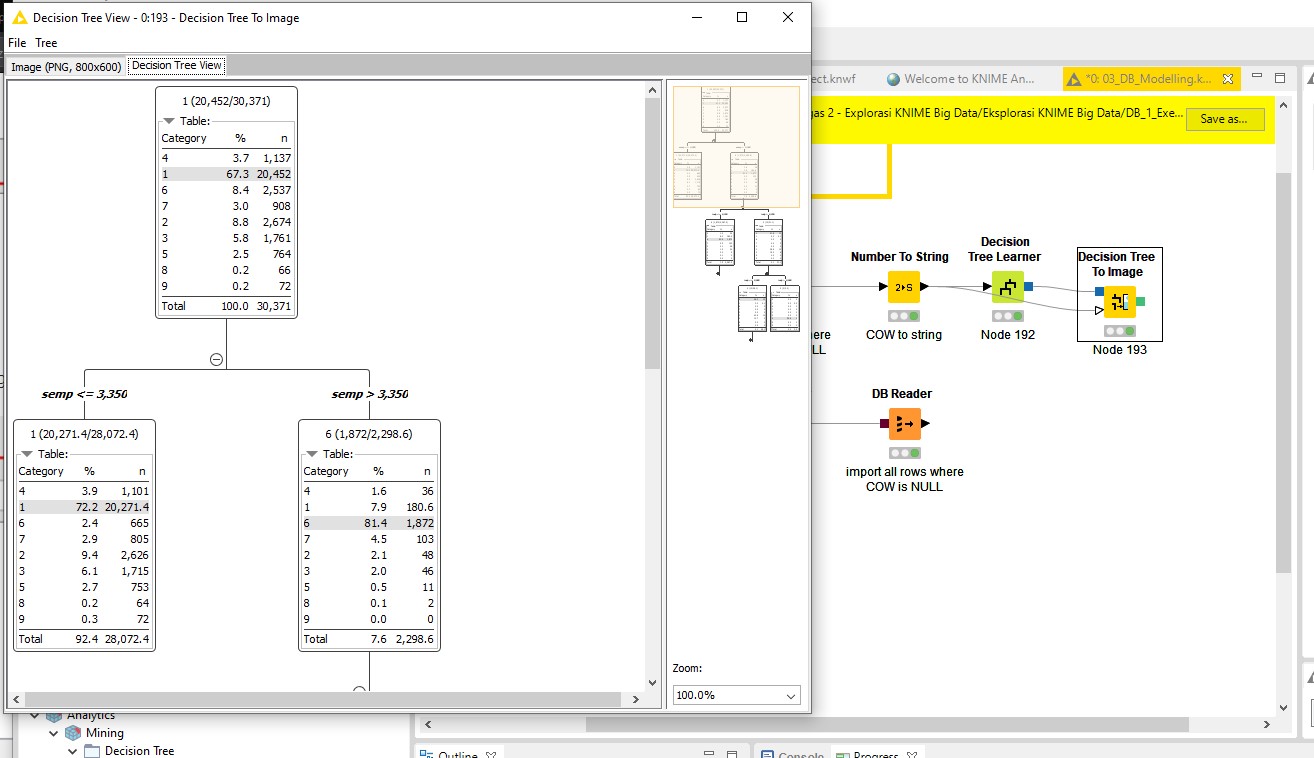 Decision Tree View - 0:193 - Decision Tree To Image
File Tree
Image (PNG, 800x600) Decision Tree View
1 (20,452/30,371)
Table:
Category % n
4 3.7 1,137
1 67.3 20,452
6 8.4 2,537
7 3.0 908
2 8.8 2,674
3 5.8 1,761
5 2.5 764
8 0.2 66
9 0.2 72
Total 100.0 30,371
semp <= 3,350
semp > 3,350
1 (20,271.4/28,072.4)
Table:
Category % n
4 3.9 1,101
1 72.2 20,271.4
6 2.4 665
7 2.9 805
2 9.4 2,626
3 6.1 1,715
5 2.7 753
8 0.2 64
9 0.3 72
Total 92.4 28,072.4
6 (1,872/2,298.6)
Table:
Category % n
4 1.6 36
1 7.9 180.6
6 81.4 1,872
7 4.5 103
2 2.1 48
3 2.0 46
5 0.5 11
8 0.1 2
9 0.0 0
Total 7.6 2,298.6
Zoom:
100.0%
ect.knwf
Welcome to KNIME An...
*0: 03_DB_Modelling.k...
gas 2 - Explorasi KNIME Big Data/Eksplorasi KNIME Big Data/DB_1_Exe...
Save as...
Number To String
2▸S
COW to string
Decision
Tree Learner
Node 192
Decision Tree
To Image
Node 193
ere
LL
DB Reader
import all rows where
COW is NULL
Analytics
Mining
Decision Tree
Outline
Console
Progress